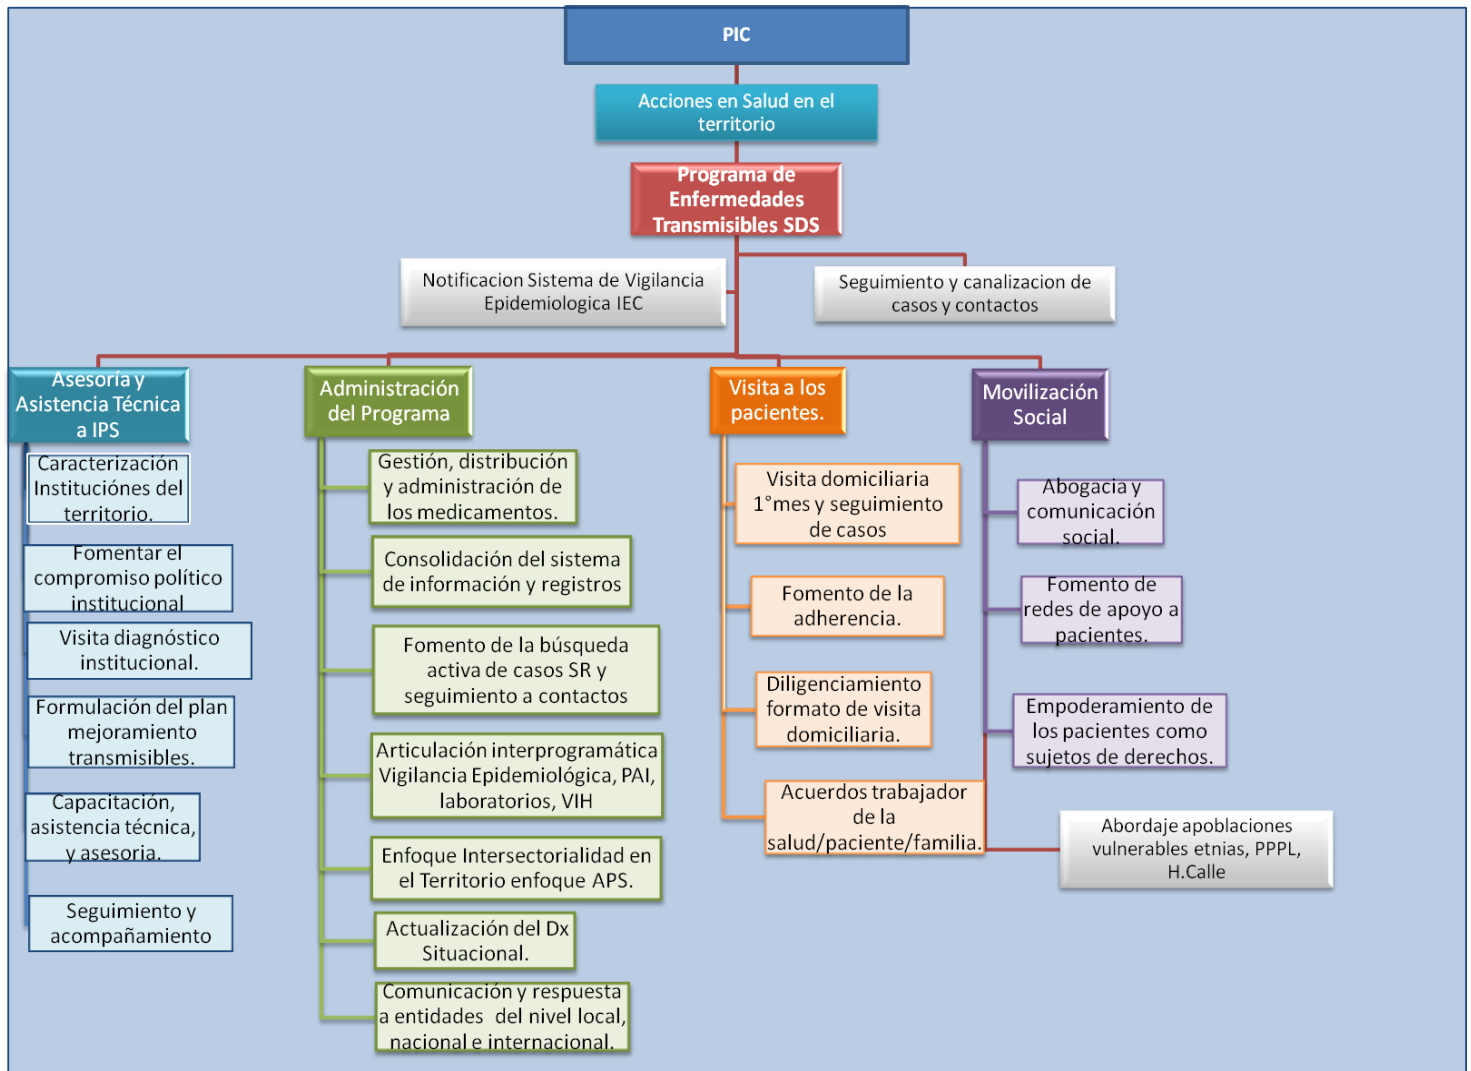 PIC
Acciones en Salud en el
territorio
Programa de
Enfermedades
Transmisibles SDS
Notificacion Sistema de Vigilancia
Epidemiologica IEC
Seguimiento y canalizacion de
casos y contactos
Asesoría y
Asistencia Técnica
a IPS
Caracterización
Instituciónes del
territorio.
Fomentar el
compromiso político
institucional
Visita diagnóstico
institucional.
Formulación del plan
mejoramiento
transmisibles.
Capacitación,
asistencia técnica,
y asesoria.
Seguimiento y
acompañamiento
Administración
del Programa
Gestión, distribución
y administración de
los medicamentos.
Consolidación del sistema
de información y registros
Fomento de la búsqueda
activa de casos SR y
seguimiento a contactos
Articulación interprogramática
Vigilancia Epidemiológica, PAI,
laboratorios, VIH
Enfoque Intersectorialidad en
el Territorio enfoque APS.
Actualización del Dx
Situacional.
Comunicación y respuesta
a entidades  del nivel local,
nacional e internacional.
Visita a los
pacientes.
Visita domiciliaria
1°mes y seguimiento
de casos
Fomento de la
adherencia.
Diligenciamiento
formato de visita
domiciliaria.
Acuerdos trabajador
de la
salud/paciente/familia.
Movilización
Social
Abogacia y
comunicación
social.
Fomento de
redes de apoyo a
pacientes.
Empoderamiento de
los pacientes como
sujetos de derechos.
Abordaje apoblaciones
vulnerables etnias, PPPL,
H.Calle